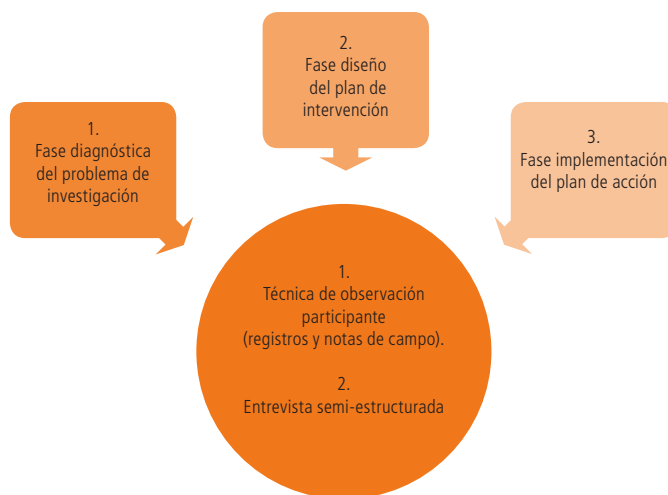 1.
Fase diagnóstica
del problema de
investigación
2.
Fase diseño
del plan de
intervención
3.
Fase implementación
del plan de acción
1.
Técnica de observación
participante
(registros y notas de campo).
2.
Entrevista semi-estructurada